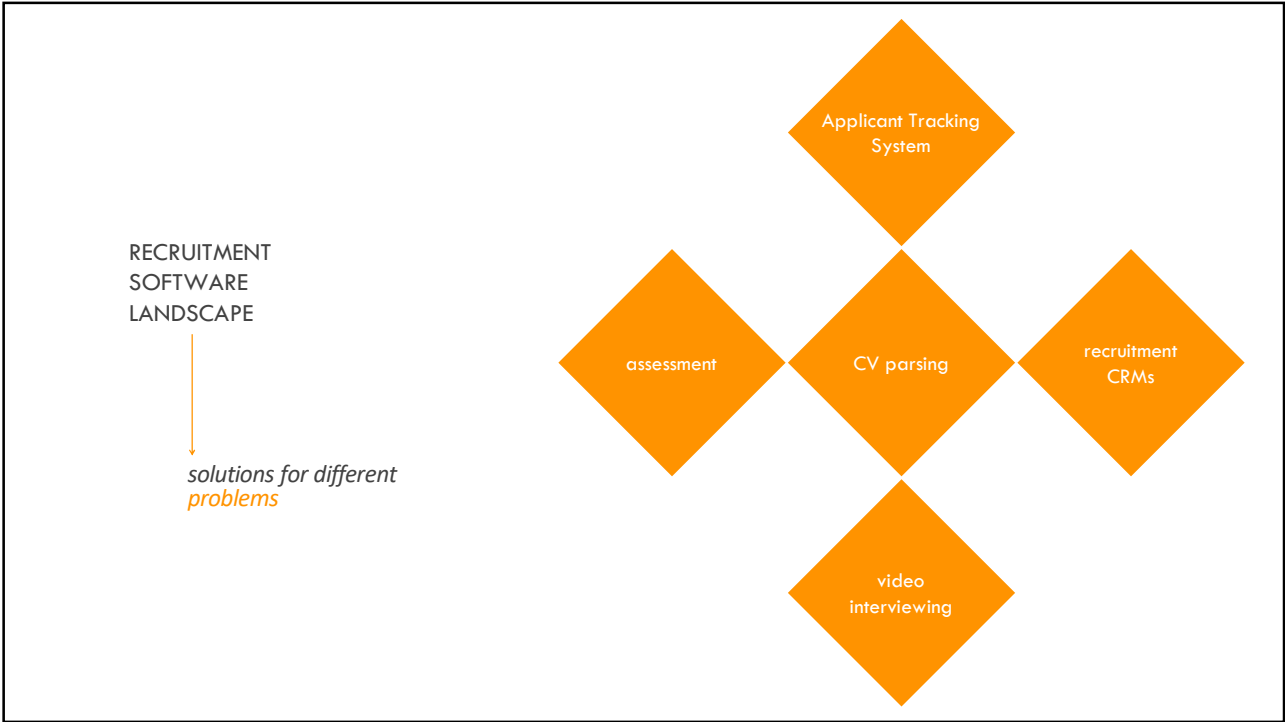 RECRUITMENT
SOFTWARE
LANDSCAPE
solutions for different
problems
Applicant Tracking
System
assessment
CV parsing
recruitment
CRMs
video
interviewing